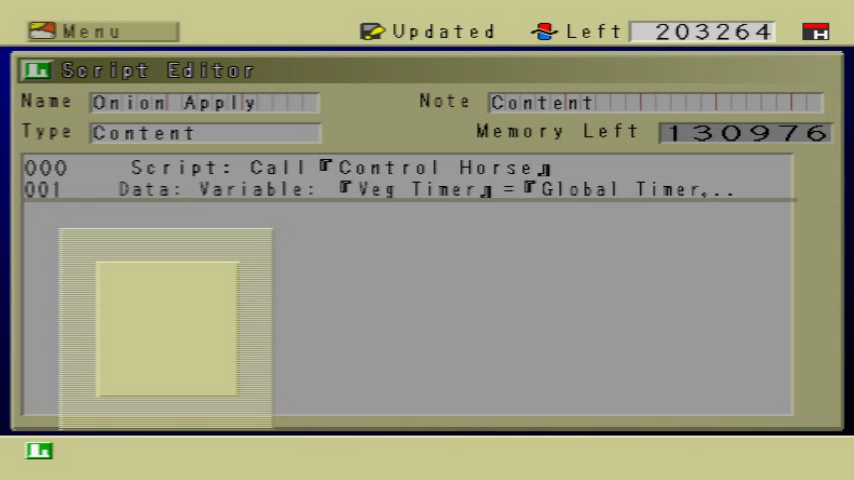 Menu Updated Left 203264
Script Editor
Name Onion Apply Note Content
Type Content Memory Left 130976
000 Script: Call『Control Horse』
001 Data: Variable: 『Veg Timer』=『Global Timer...